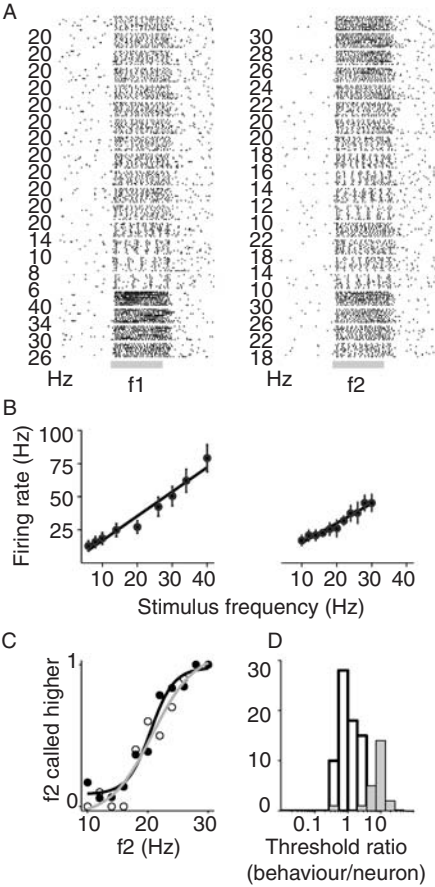 A
20
20
20
20
20
20
20
20
20
20
20
14
10
8
6
40
34
30
26
Hz
f1
30
28
26
24
22
20
18
16
14
12
10
22
18
14
10
30
26
22
18
Hz
f2
B
Firing rate (Hz)
100
75
50
25
10 20 30 40
10 20 30 40
Stimulus frequency (Hz)
C
f2 called higher
1
0
10 20 30
f2 (Hz)
D
30
20
10
0
0.1 1 10
Threshold ratio
(behaviour/neuron)